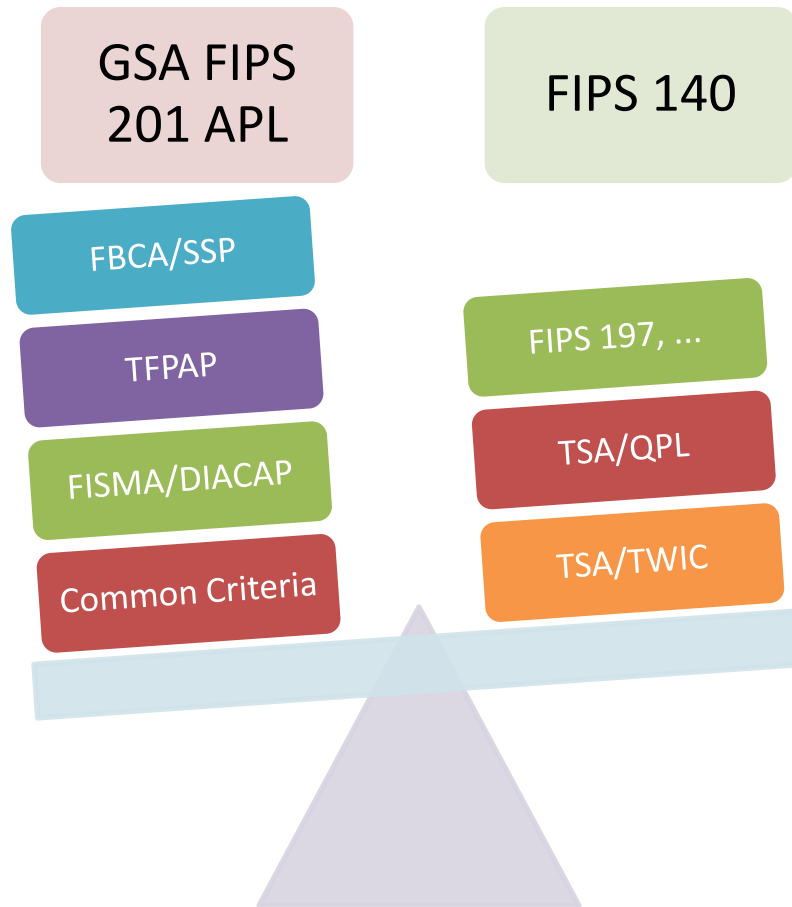 GSA FIPS
201 APL
FIPS 140
FBCA/SSP
TFPAP
FISMA/DIACAP
Common Criteria
FIPS 197, ...
TSA/QPL
TSA/TWIC